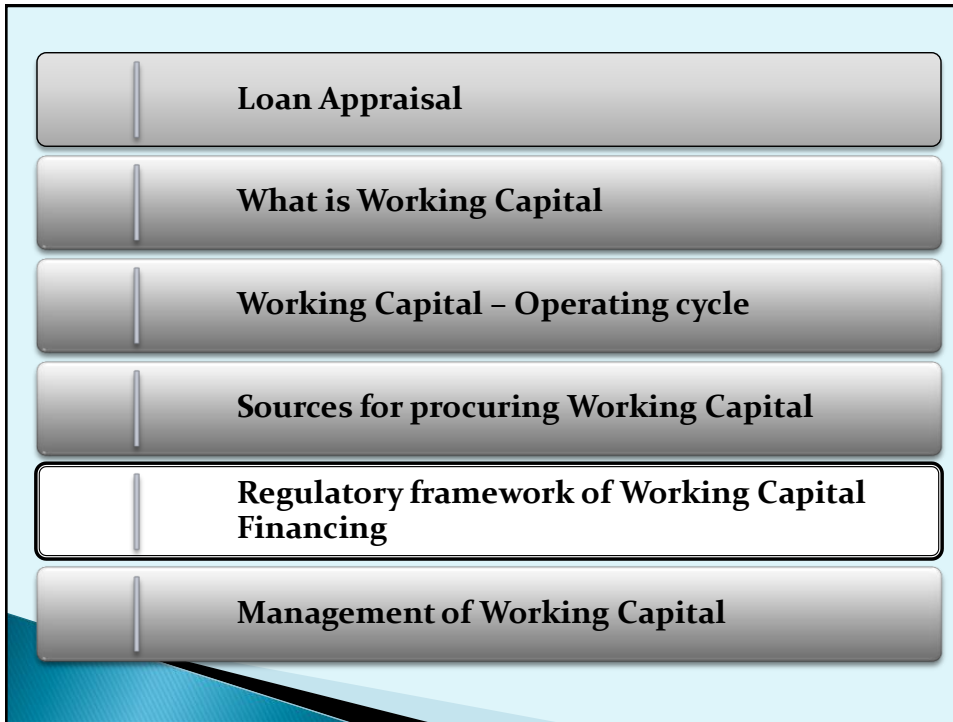 Loan Appraisal
What is Working Capital
Working Capital – Operating cycle
Sources for procuring Working Capital
Regulatory framework of Working Capital
Financing
Management of Working Capital